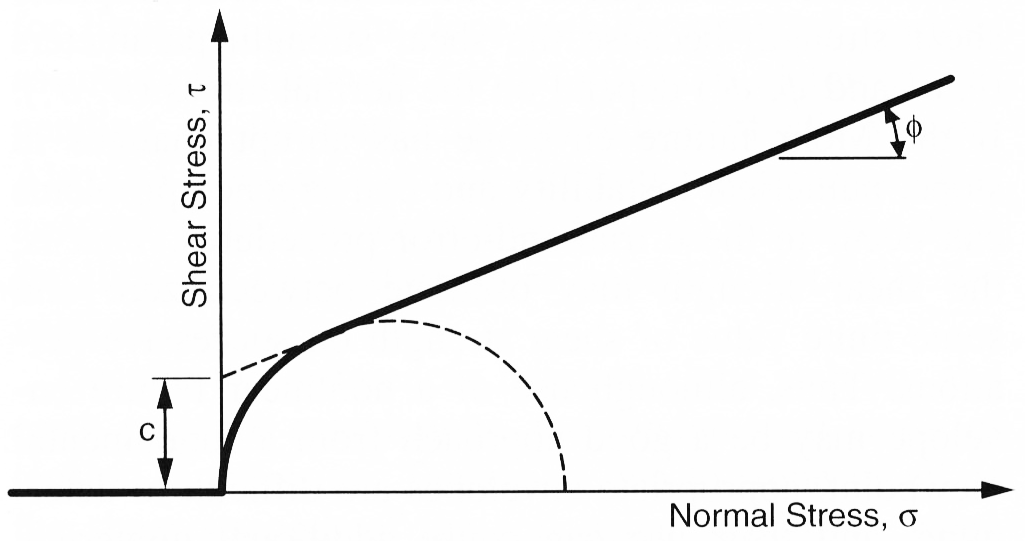 Shear Stress, τ
ϕ
c
Normal Stress, σ